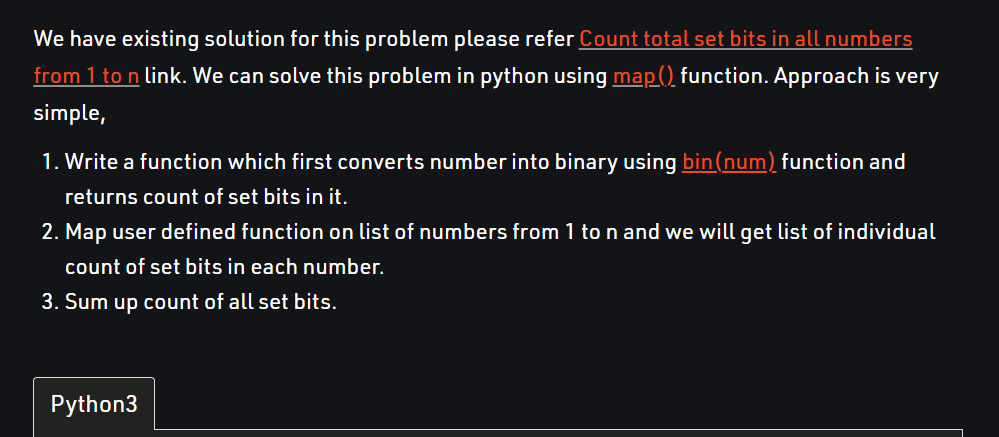 We have existing solution for this problem please refer Count total set bits in all numbers
from 1 to n link. We can solve this problem in python using map() function. Approach is very
simple,
1. Write a function which first converts number into binary using bin(num) function and
returns count of set bits in it.
2. Map user defined function on list of numbers from 1 to n and we will get list of individual
count of set bits in each number.
3. Sum up count of all set bits.
Python3